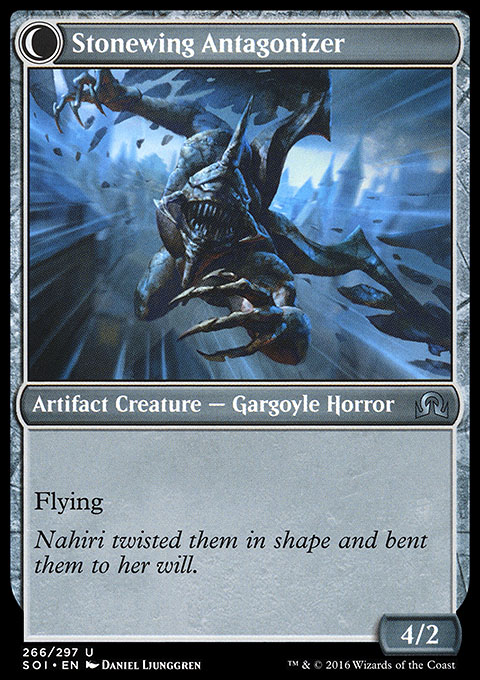 Stonewing Antagonizer
Artifact Creature — Gargoyle Horror
Flying
Nahiri twisted them in shape and bent
them to her will.
4/2
266/297 U
SOI • EN Daniel Ljunggren
™ & © 2016 Wizards of the Coast